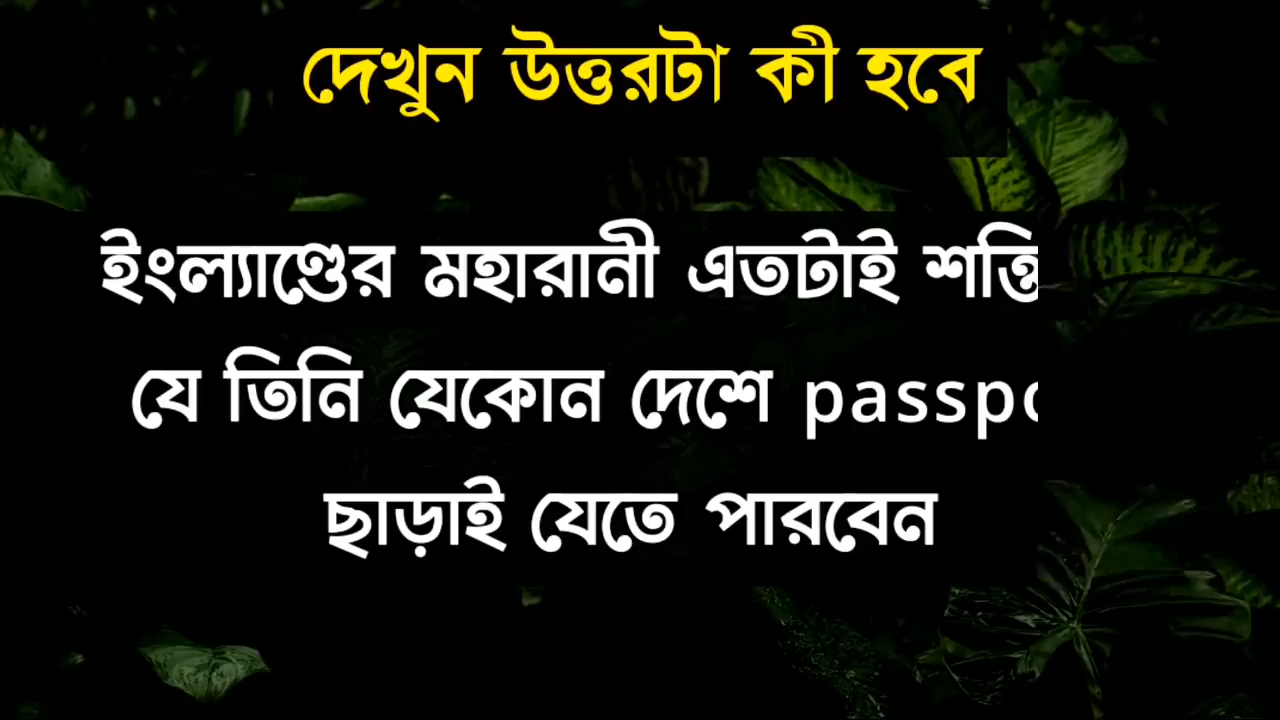 দেখুন উত্তরটা কী হবে
ইংল্যাণ্ডের মহারানী এতটাই
যে তিনি যেকোন দেশে
ছাড়াই যেতে পারবেন